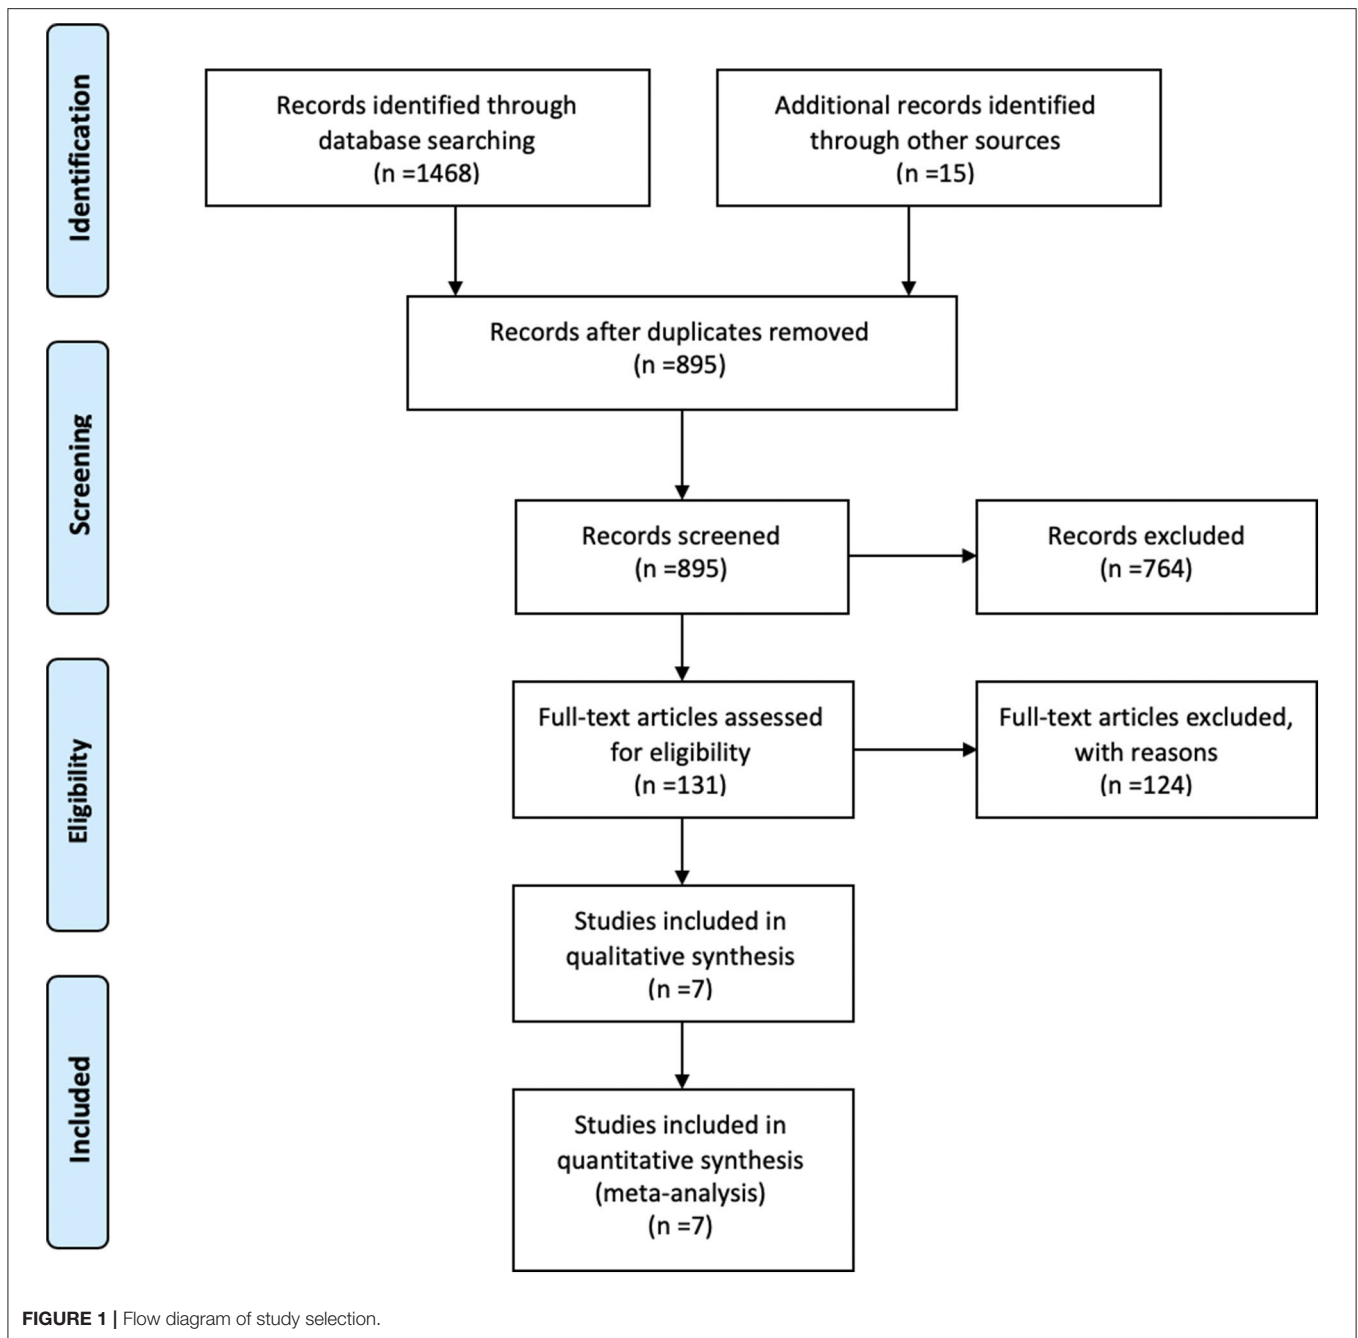 Identification
Records identified through
database searching
(n =1468)
Additional records identified
through other sources
(n =15)
Records after duplicates removed
(n =895)
Screening
Records screened
(n =895)
Records excluded
(n =764)
Eligibility
Full-text articles assessed
for eligibility
(n =131)
Full-text articles excluded,
with reasons
(n =124)
Studies included in
qualitative synthesis
(n =7)
Included
Studies included in
quantitative synthesis
(meta-analysis)
(n =7)
FIGURE 1 | Flow diagram of study selection.